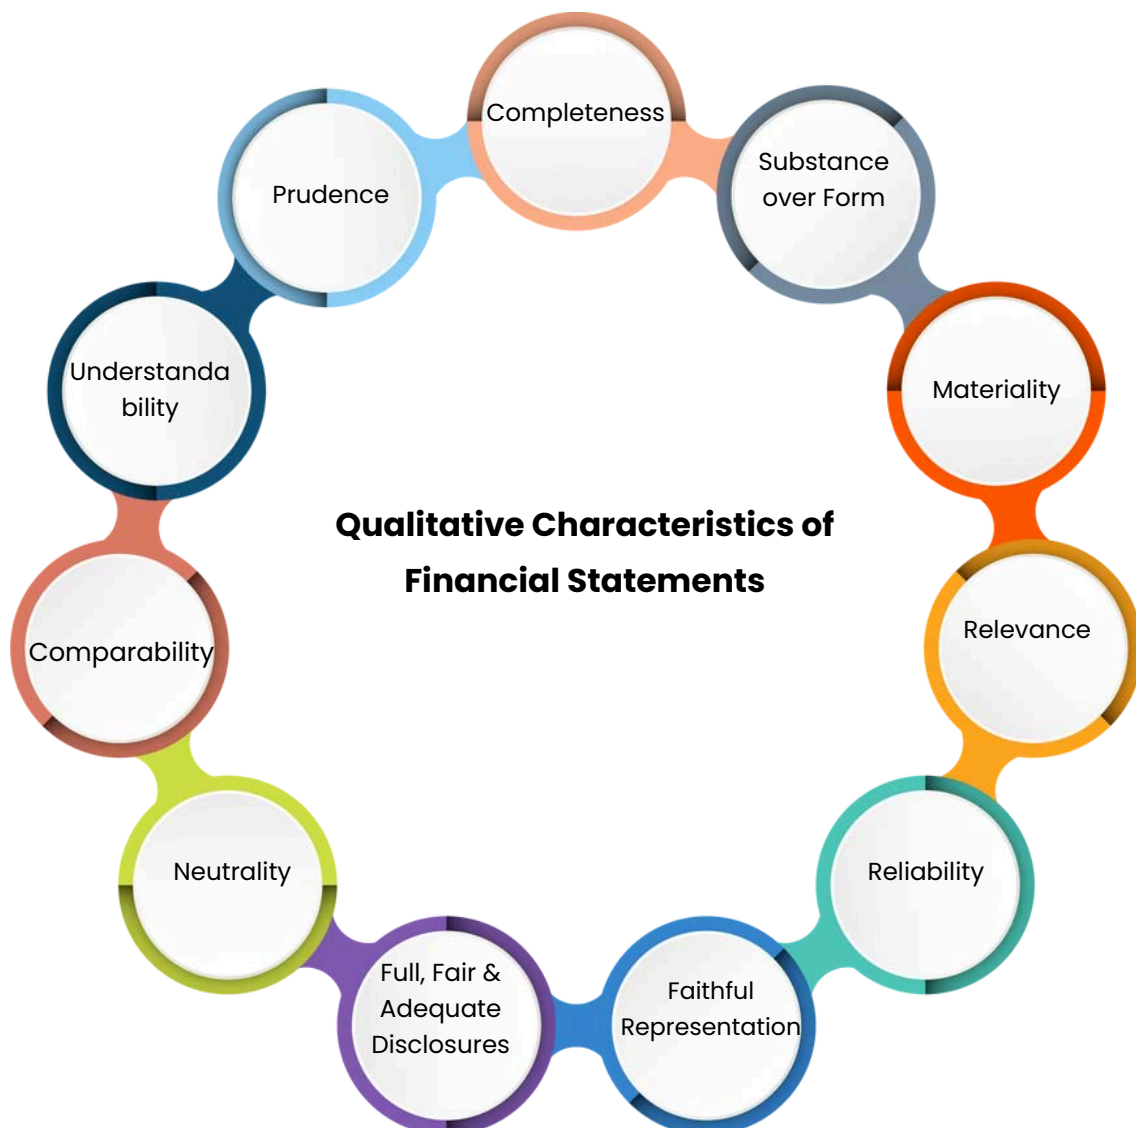 Completeness
Substance
over Form
Prudence
Understanda
bility
Materiality
Qualitative Characteristics of
Financial Statements
Relevance
Comparability
Neutrality
Reliability
Full, Fair &
Adequate
Disclosures
Faithful
Representation